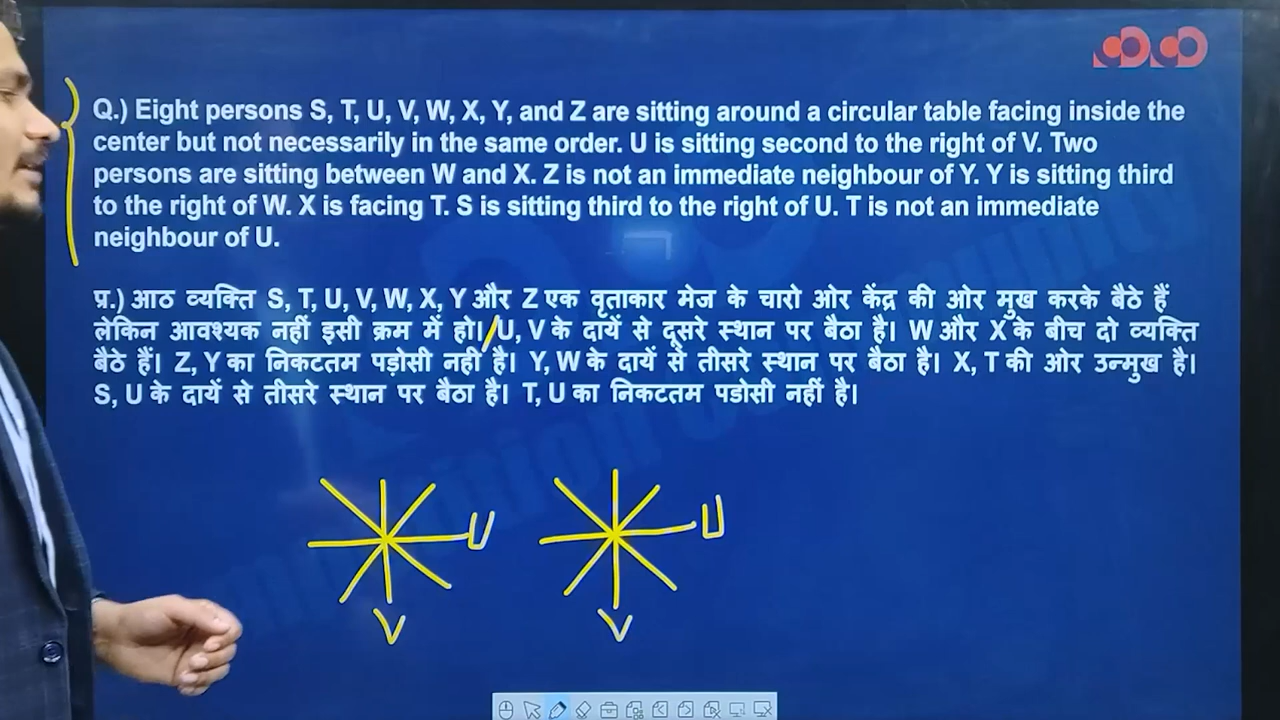 Q.) Eight persons S, T, U, V, W, X, Y, and Z are sitting around a circular table facing inside the
center but not necessarily in the same order. U is sitting second to the right of V. Two
persons are sitting between W and X. Z is not an immediate neighbour of Y. Y is sitting third
to the right of W. X is facing T. S is sitting third to the right of U. T is not an immediate
neighbour of U.
प्र.) आठ व्यक्ति S, T, U, V, W, X, Y और Z एक वृताकार मेज के चारो ओर केंद्र की ओर मुख करके बैठे हैं
लेकिन आवश्यक नहीं इसी क्रम में हो। U, V के दायें से दूसरे स्थान पर बैठा है। W और X के बीच दो व्यक्ति
बैठे हैं। Z, Y का निकटतम पड़ोसी नहीं है। Y, W के दायें से तीसरे स्थान पर बैठा है। X, T की ओर उन्मुख है।
S, U के दायें से तीसरे स्थान पर बैठा है। T, U का निकटतम पडोसी नहीं है।
U U
V V